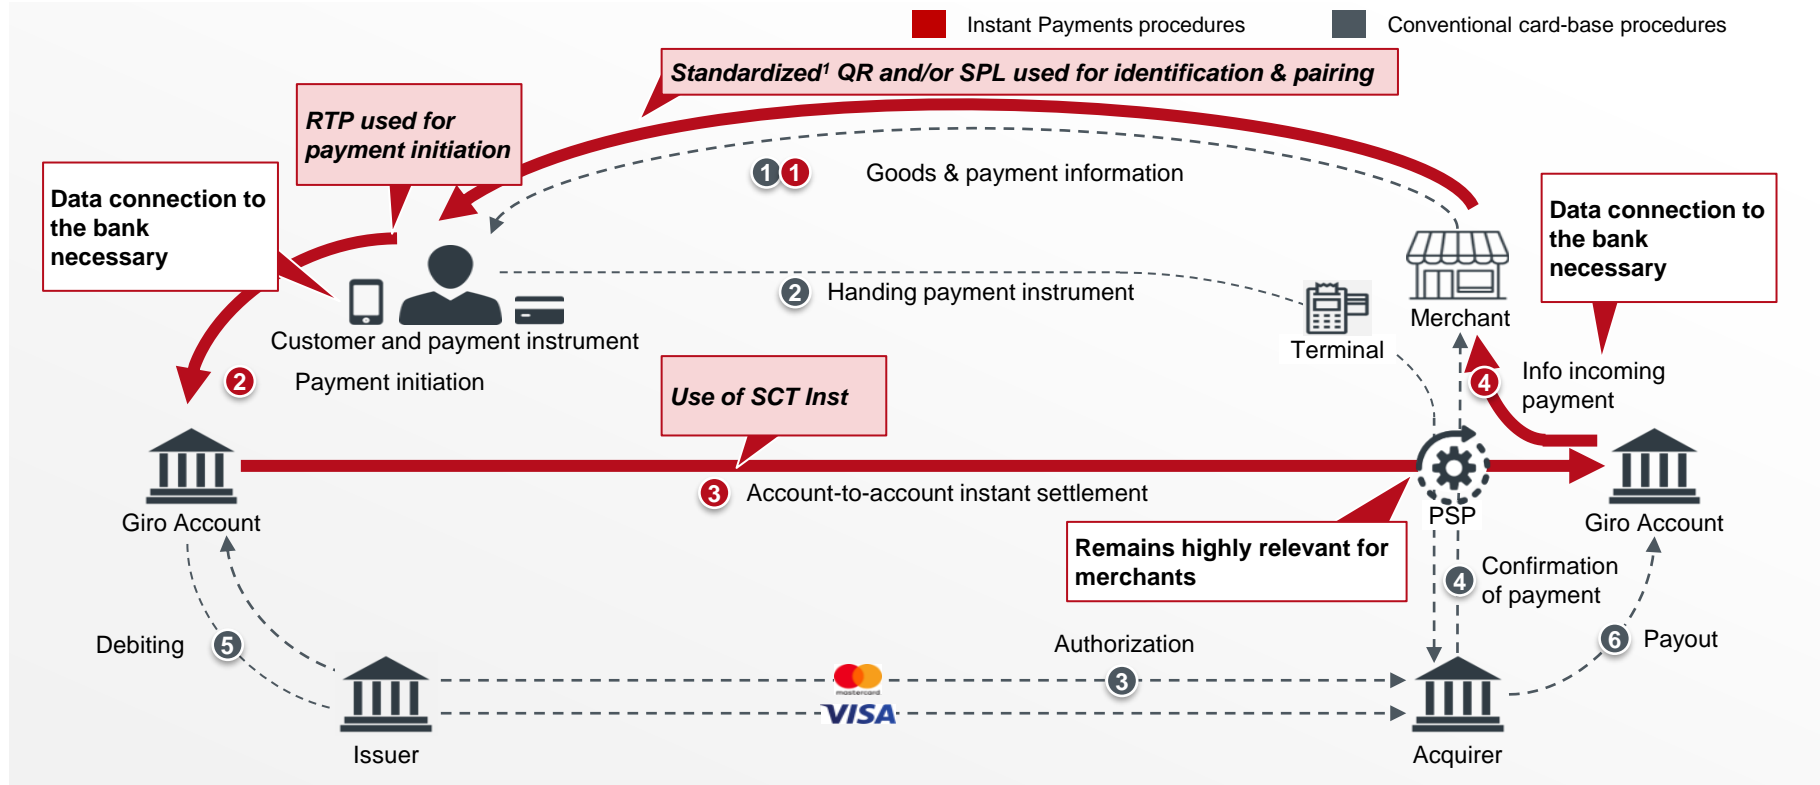 Instant Payments procedures
Conventional card-base procedures
Standardized¹ QR and/or SPL used for identification & pairing
RTP used for
payment initiation
1 1
Goods & payment information
Data connection to
the bank
necessary
Data connection to
the bank
necessary
2
Handing payment instrument
Merchant
Terminal
Customer and payment instrument
2
Payment initiation
4
Info incoming
payment
Use of SCT Inst
3
Account-to-account instant settlement
PSP
Giro Account
Giro Account
Remains highly relevant for
merchants
4
Confirmation
of payment
Debiting
5
Authorization
3
6
Payout
mastercard
VISA
Issuer
Acquirer